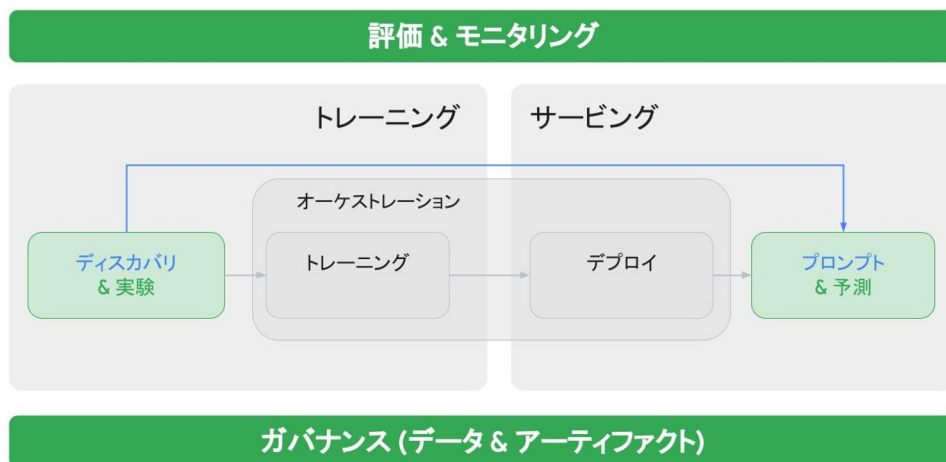 評価 & モニタリング
トレーニング
サービング
オーケストレーション
ディスカバリ
& 実験
トレーニング
デプロイ
プロンプト
& 予測
ガバナンス (データ & アーティファクト)